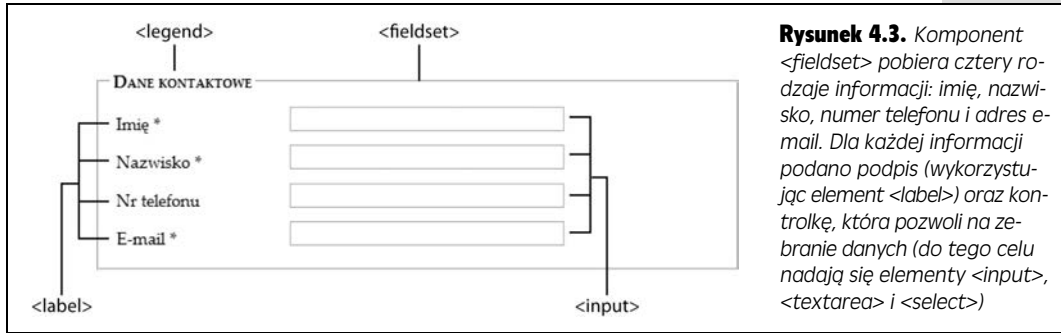 <legend>
<fieldset>
DANE KONTAKTOWE
Imię *
Nazwisko *
Nr telefonu
E-mail *
<label>
<input>
Rysunek 4.3. Komponent
<fieldset> pobiera cztery ro-
dzaje informacji: imię, nazwi-
sko, numer telefonu i adres e-
mail. Dla każdej informacji
podano podpis (wykorzystu-
jąc element <label>) oraz kon-
trolkę, która pozwoli na ze-
branie danych (do tego celu
nadają się elementy <input>,
<textarea> i <select>)